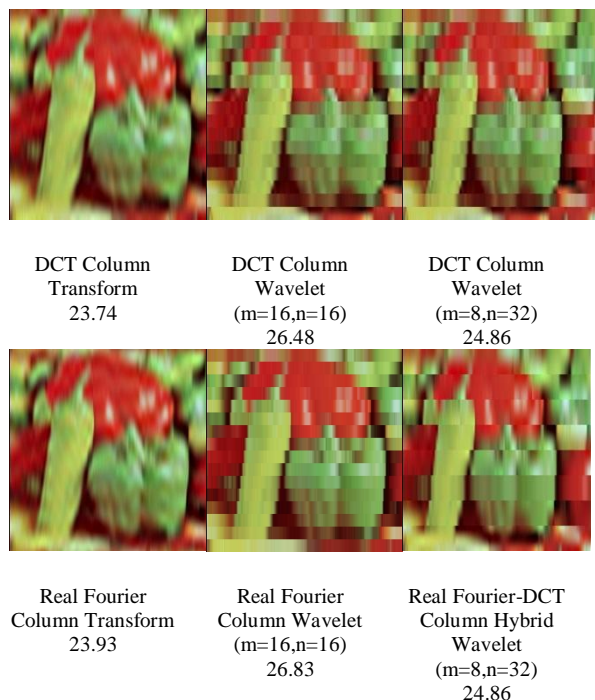 DCT Column
Transform
23.74
DCT Column
Wavelet
(m=16,n=16)
26.48
DCT Column
Wavelet
(m=8,n=32)
24.86
Real Fourier
Column Transform
23.93
Real Fourier
Column Wavelet
(m=16,n=16)
26.83
Real Fourier-DCT
Column Hybrid
Wavelet
(m=8,n=32)
24.86